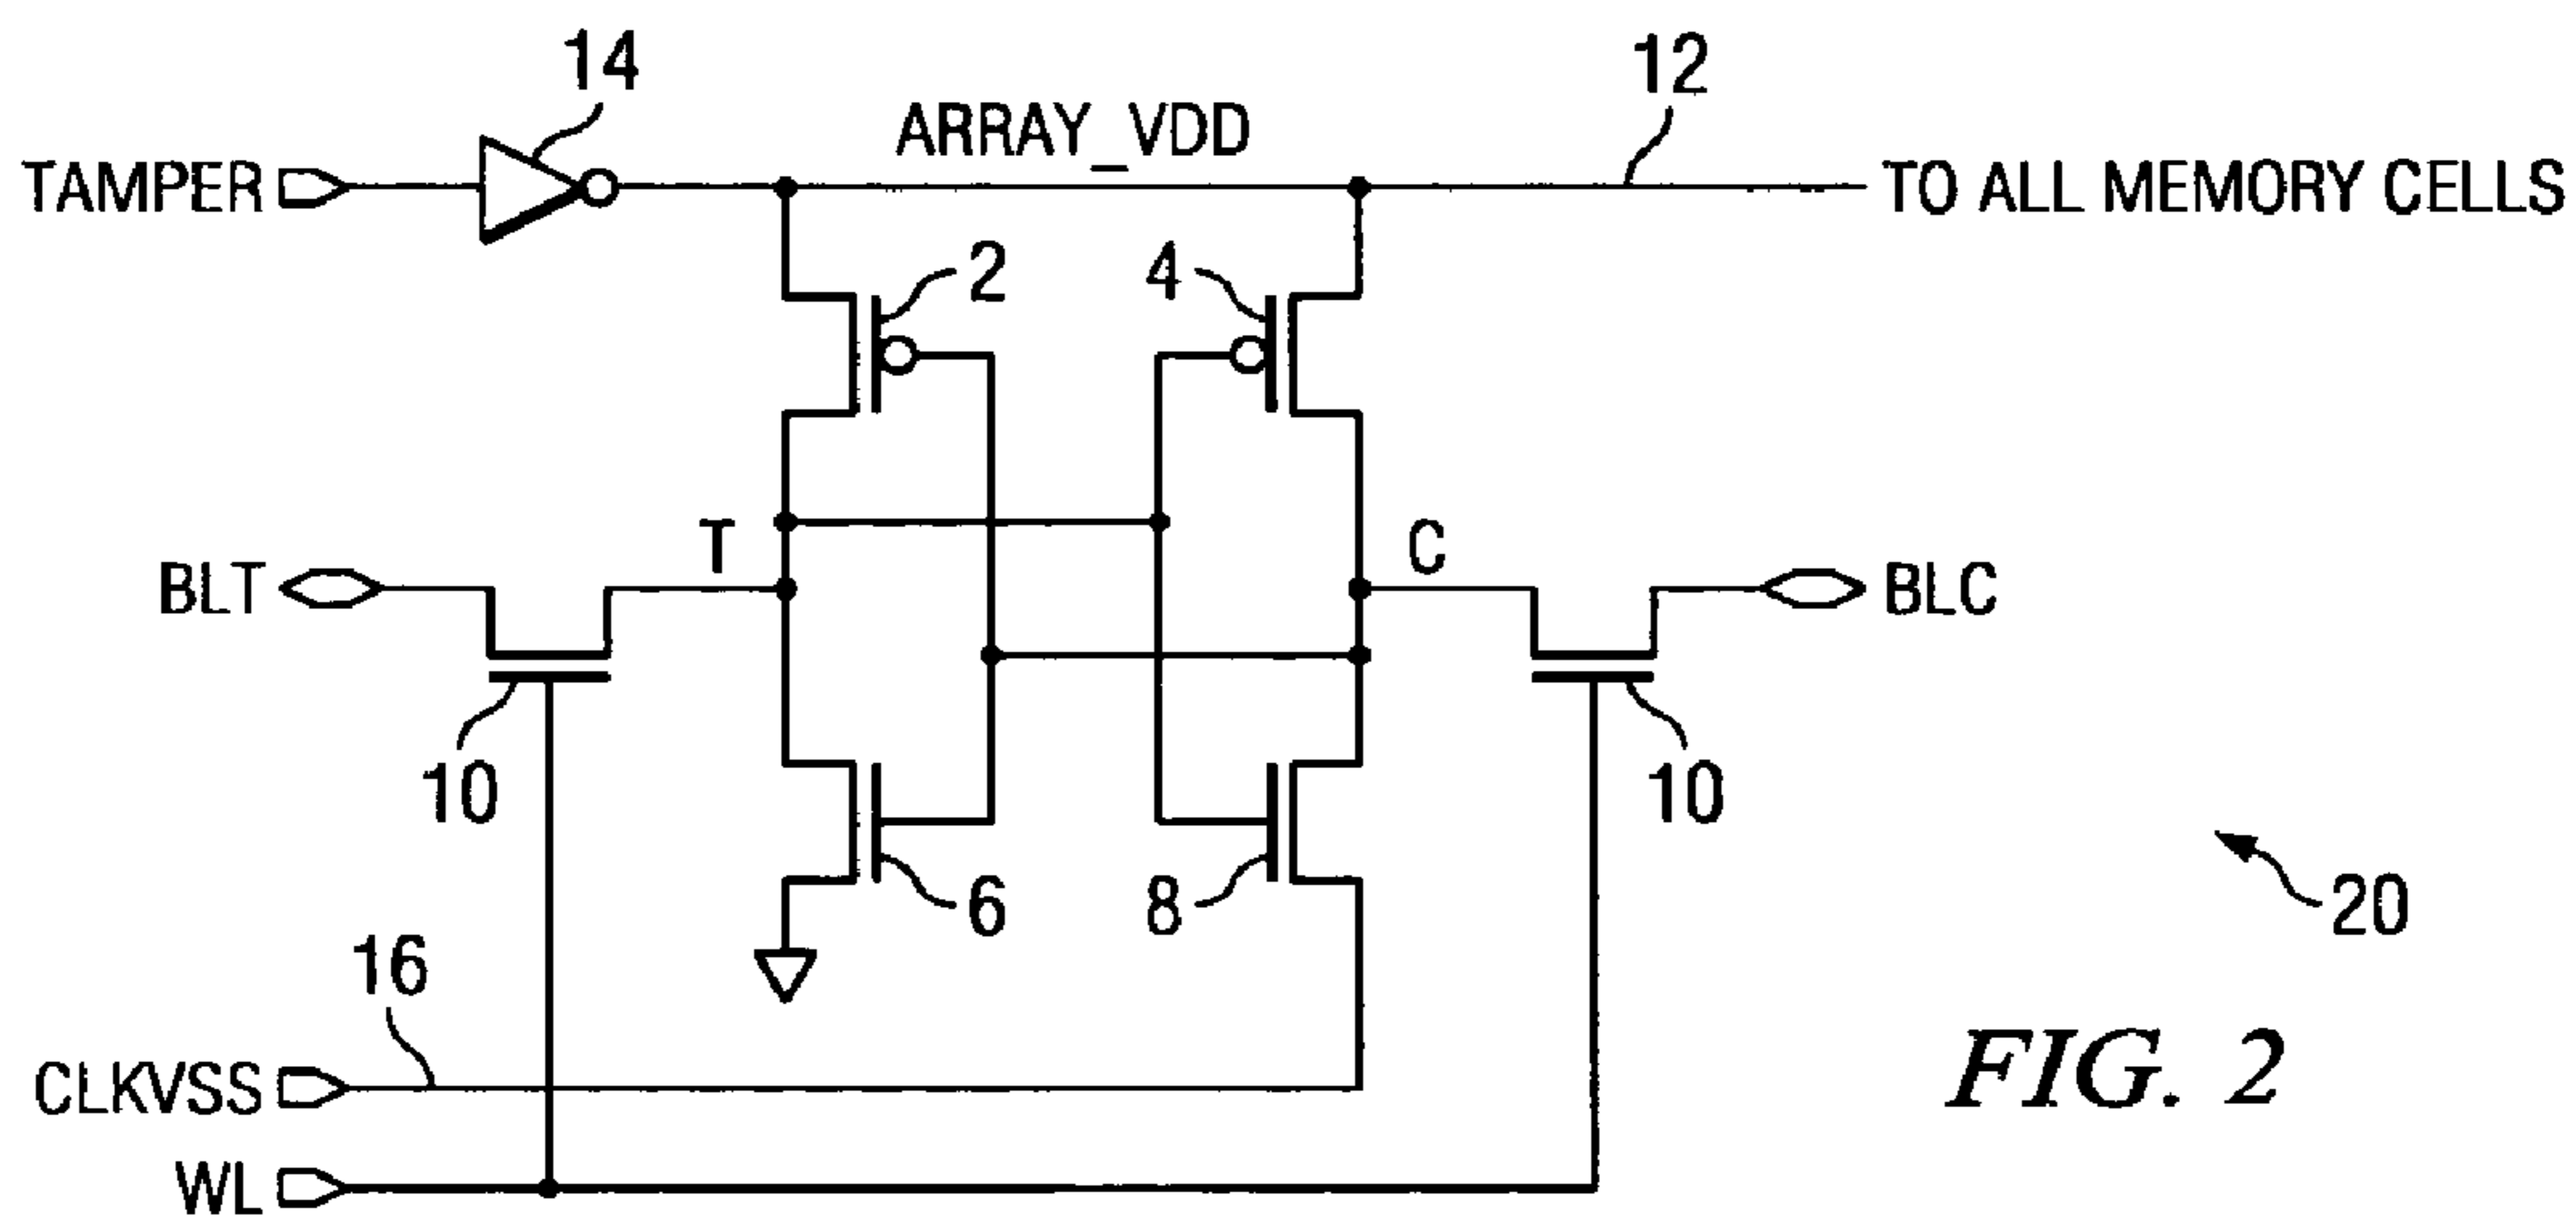 14
12
ARRAY_VDD
TAMPER
TO ALL MEMORY CELLS
2
4
T
C
BLT
BLC
10
10
6
8
20
16
CLKVSS
WL
FIG. 2